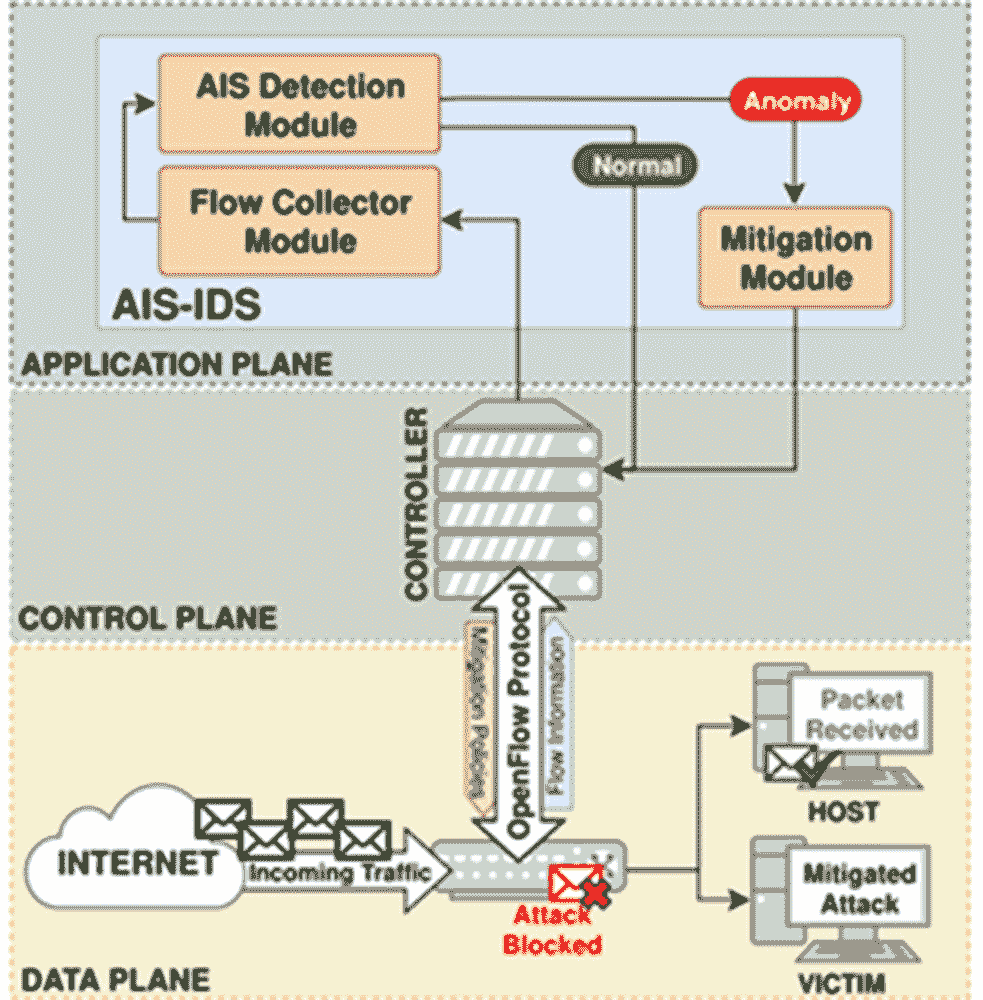 AIS Detection
Module
Anomaly
Normal
Flow Collector
Module
Mitigation
Module
AIS-IDS
APPLICATION PLANE
CONTROLLER
CONTROL PLANE
Mitigation Policies
OpenFlow Protocol
Flow Information
Packet
Received
HOST
INTERNET
Incoming Traffic
Attack
Blocked
Mitigated
Attack
VICTIM
DATA PLANE